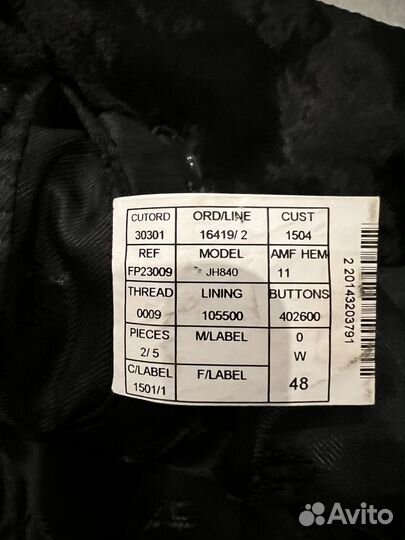 CUTORD ORD/LINE CUST
30301 16419/ 2 1504
REF MODEL AMF HEM
FP23009 JH840 11
THREAD LINING BUTTONS
0009 105500 402600
PIECES M/LABEL 0
2/ 5 W
C/LABEL F/LABEL 48
1501/1
2 20143203791
Avito